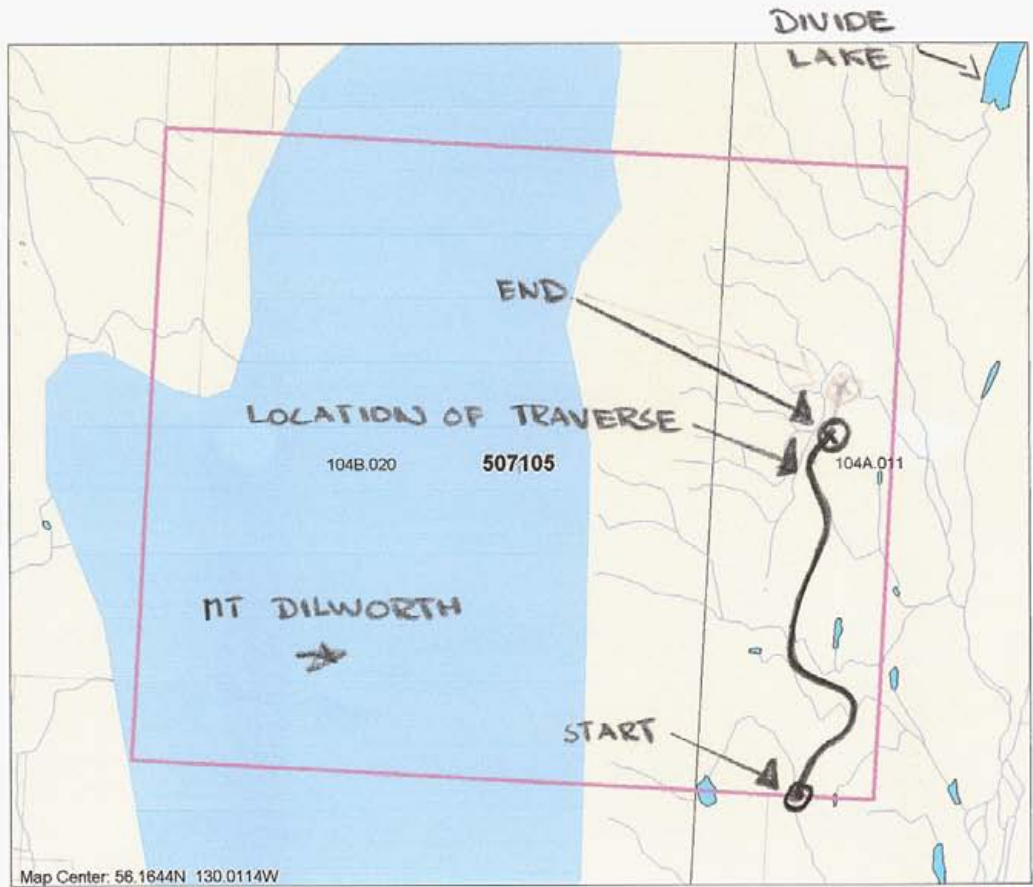 DIVIDE
LAKE
END
LOCATION OF TRAVERSE
104B.020 507105 104A.011
MT DILWORTH
START
Map Center: 56.1644N 130.0114W